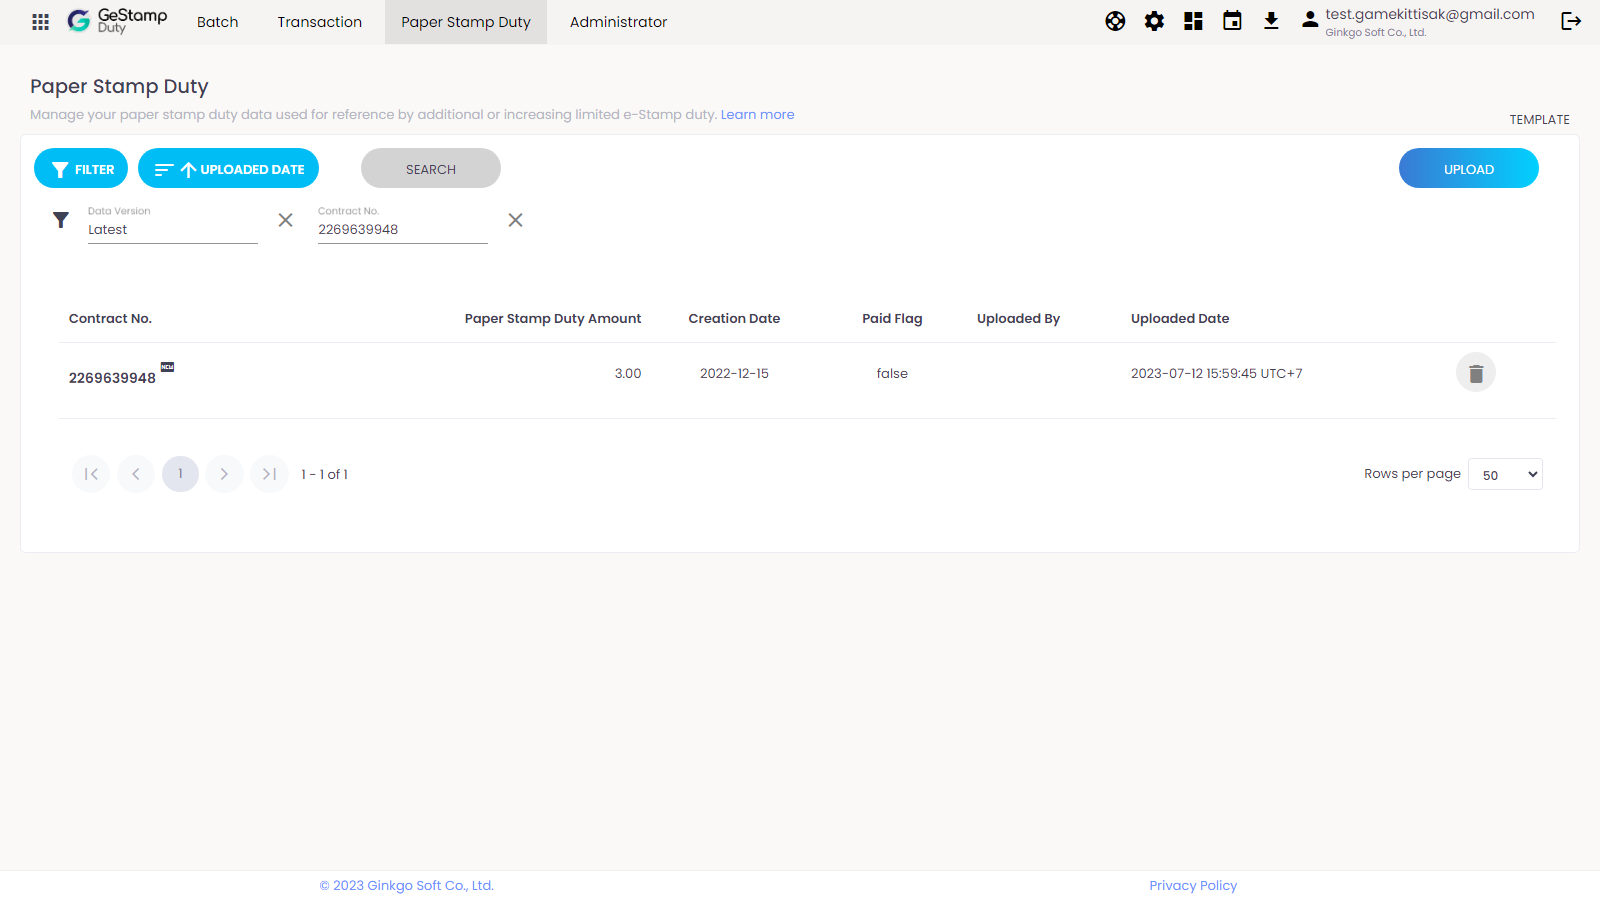 GeStamp
Duty
Batch
Transaction
Paper Stamp Duty
Administrator
test.gamekittisak@gmail.com
Ginkgo Soft Co., Ltd.
Paper Stamp Duty
Manage your paper stamp duty data used for reference by additional or increasing limited e-Stamp duty. Learn more
TEMPLATE
FILTER
UPLOADED DATE
SEARCH
UPLOAD
Data Version
Latest
Contract No.
2269639948
Contract No. Paper Stamp Duty Amount Creation Date Paid Flag Uploaded By Uploaded Date
2269639948 NEW 3.00 2022-12-15 false 2023-07-12 15:59:45 UTC+7
1 1 - 1 of 1 Rows per page 50
© 2023 Ginkgo Soft Co., Ltd. Privacy Policy